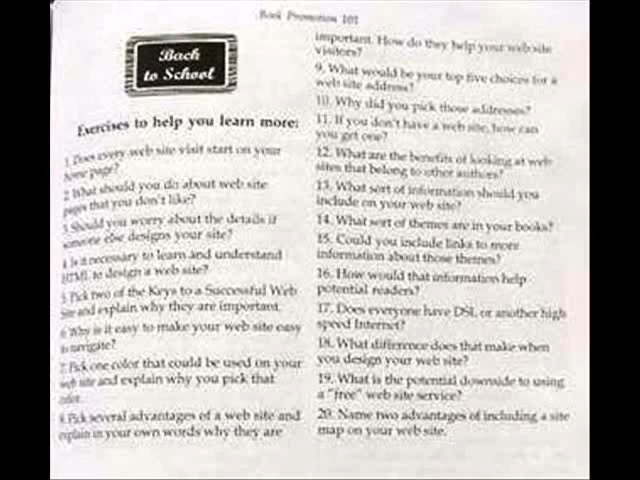 Book Promotion 101
Back
to School
Exercises to help you learn more:
1. Does every web site visit start on your
home page?
2. What should you do about web site
pages that you don't like?
3. Should you worry about the details if
someone else designs your site?
4. Is it necessary to learn and understand
HTML to design a web site?
5. Pick two of the Keys to a Successful Web
Site and explain why they are important.
6. Why is it easy to make your web site easy
to navigate?
7. Pick one color that could be used on your
web site and explain why you pick that
color.
8. Pick several advantages of a web site and
explain in your own words why they are
important. How do they help your web site
visitors?
9. What would be your top five choices for a
web site address?
10. Why did you pick those addresses?
11. If you don't have a web site, how can
you get one?
12. What are the benefits of looking at web
sites that belong to other authors?
13. What sort of information should you
include on your web site?
14. What sort of themes are in your books?
15. Could you include links to more
information about those themes?
16. How would that information help
potential readers?
17. Does everyone have DSL or another high
speed Internet?
18. What difference does that make when
you design your web site?
19. What is the potential downside to using
a "free" web site service?
20. Name two advantages of including a site
map on your web site.